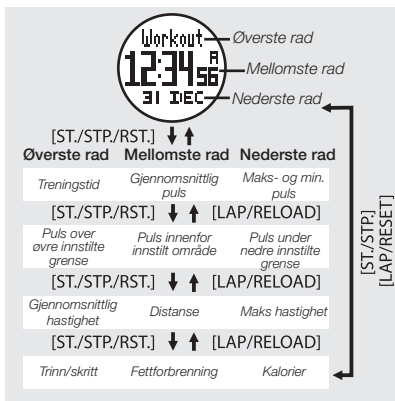 Workout
A
12:34 56
31 DEC
Øverste rad
Mellomste rad
Nederste rad
[ST./STP./RST.]
Øverste rad Mellomste rad Nederste rad
Treningstid
Gjennomsnittlig
puls
Maks- og min.
puls
[ST./STP./RST.] [LAP/RELOAD]
Puls over
øvre innstilte
grense
Puls innenfor
innstilt område
Puls under
nedre innstilte
grense
[ST./STP./RST.] [LAP/RELOAD]
Gjennomsnittlig
hastighet
Distanse
Maks hastighet
[ST./STP./RST.] [LAP/RELOAD]
Trinn/skritt
Fettforbrenning
Kalorier
[ST./STP.]
[LAP/RESET]